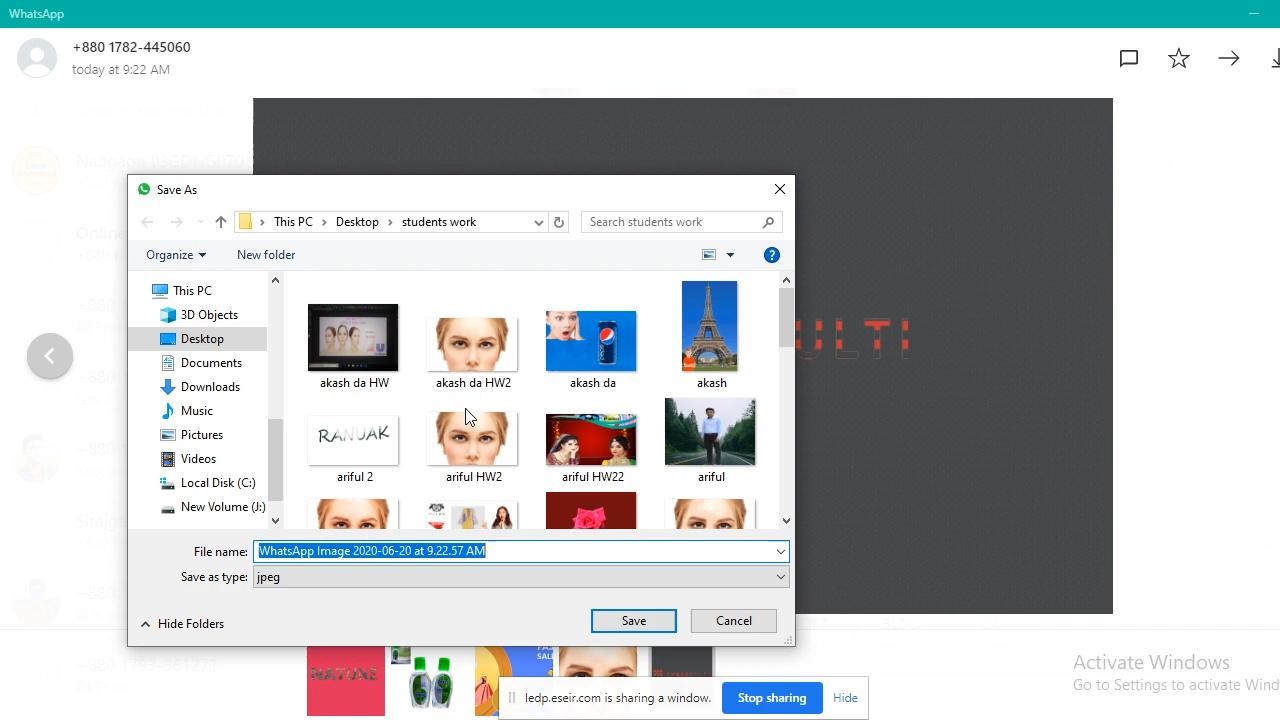 WhatsApp
+880 1782-445060
today at 9:22 AM
Save As
This PC
Desktop
students work
Search students work
Organize
New folder
This PC
3D Objects
Desktop
Documents
Downloads
Music
Pictures
Videos
Local Disk (C:)
New Volume (J:)
akash da HW
akash da HW2
akash da
akash
RANUAK
ariful 2
ariful HW2
ariful HW22
ariful
ULTI
File name:
WhatsApp Image 2020-06-20 at 9.22.57 AM
Save as type:
jpeg
Hide Folders
Save
Cancel
NATURE
Activate Windows
Go to Settings to activate Wind
ledp.eseir.com is sharing a window.
Stop sharing
Hide